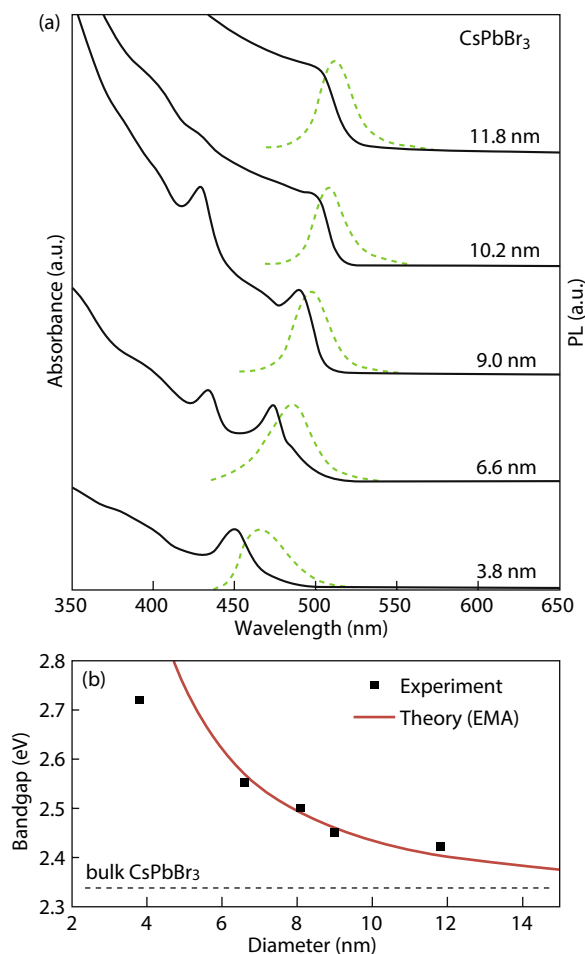 (a)
CsPbBr₃
11.8 nm
10.2 nm
9.0 nm
6.6 nm
3.8 nm
Absorbance (a.u.)
PL (a.u.)
350 400 450 500 550 600 650
Wavelength (nm)
(b)
Experiment
Theory (EMA)
bulk CsPbBr₃
2.8
2.7
2.6
2.5
2.4
2.3
Bandgap (eV)
2 4 6 8 10 12 14
Diameter (nm)